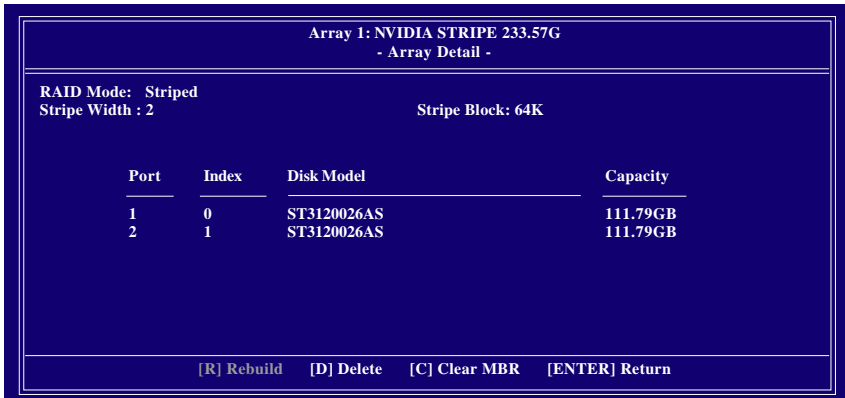 Array 1: NVIDIA STRIPE 233.57G
- Array Detail -
RAID Mode: Striped
Stripe Width : 2 Stripe Block: 64K
Port Index Disk Model Capacity
1 0 ST3120026AS 111.79GB
2 1 ST3120026AS 111.79GB
[R] Rebuild [D] Delete [C] Clear MBR [ENTER] Return